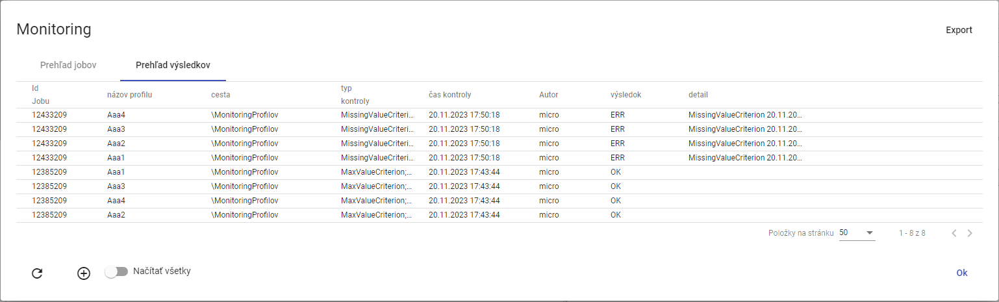 Monitoring
Export
Prehľad jobov
Prehľad výsledkov
Id Jobu názov profilu cesta typ kontroly čas kontroly Autor výsledok detail
12433209 Aaa4 \MonitoringProfilov MissingValueCriteri... 20.11.2023 17:50:18 micro ERR MissingValueCriterion 20.11.20...
12433209 Aaa3 \MonitoringProfilov MissingValueCriteri... 20.11.2023 17:50:18 micro ERR MissingValueCriterion 20.11.20...
12433209 Aaa2 \MonitoringProfilov MissingValueCriteri... 20.11.2023 17:50:18 micro ERR MissingValueCriterion 20.11.20...
12433209 Aaa1 \MonitoringProfilov MissingValueCriteri... 20.11.2023 17:50:18 micro ERR MissingValueCriterion 20.11.20...
12385209 Aaa1 \MonitoringProfilov MaxValueCriterion;... 20.11.2023 17:43:44 micro OK
12385209 Aaa3 \MonitoringProfilov MaxValueCriterion;... 20.11.2023 17:43:44 micro OK
12385209 Aaa4 \MonitoringProfilov MaxValueCriterion;... 20.11.2023 17:43:44 micro OK
12385209 Aaa2 \MonitoringProfilov MaxValueCriterion;... 20.11.2023 17:43:44 micro OK
Položky na stránku 50 1 - 8 z 8
Načítať všetky
Ok